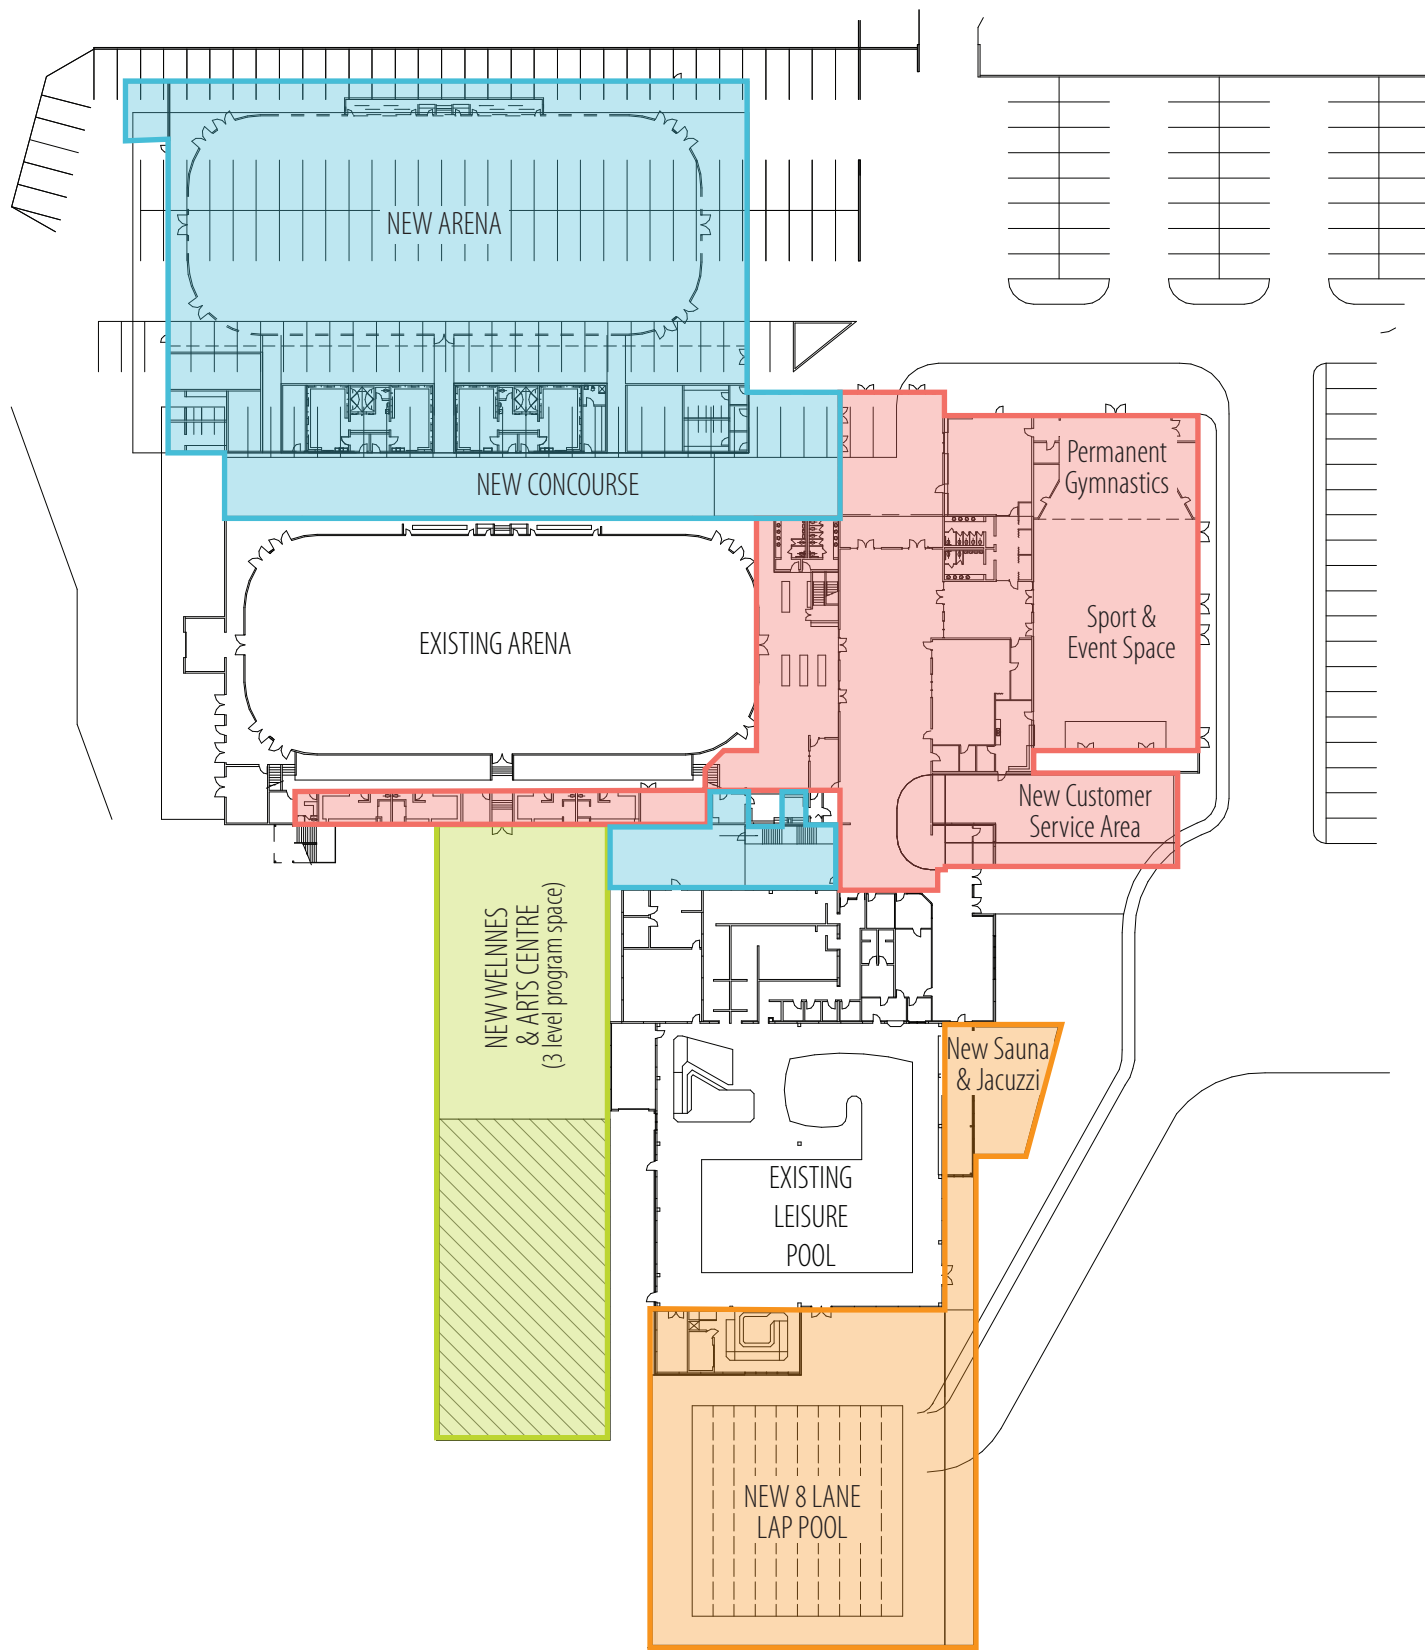 NEW ARENA
NEW CONCOURSE
Permanent
Gymnastics
EXISTING ARENA
Sport &
Event Space
New Customer
Service Area
NEW WELNNES
& ARTS CENTRE
(3 level program space)
New Sauna
& Jacuzzi
EXISTING
LEISURE
POOL
NEW 8 LANE
LAP POOL